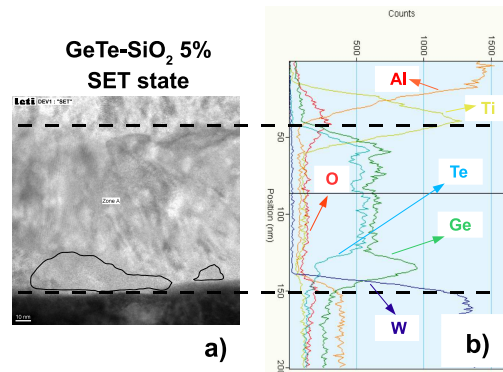 GeTe-SiO2 5%
SET state
Leti DEV1 : "SET"
Zone A
10 nm
a)
Counts
500
1000
1500
Position (nm)
50
100
150
200
Al
Ti
O
Te
Ge
W
b)